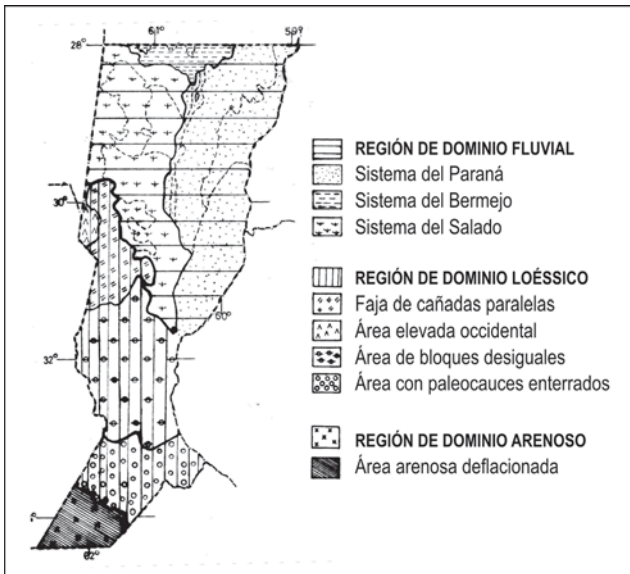 61° 59°
28°
30°
60
32°
62°
REGIÓN DE DOMINIO FLUVIAL
Sistema del Paraná
Sistema del Bermejo
Sistema del Salado
REGIÓN DE DOMINIO LOÉSSICO
Faja de cañadas paralelas
Área elevada occidental
Área de bloques desiguales
Área con paleocauces enterrados
REGIÓN DE DOMINIO ARENOSO
Área arenosa deflacionada